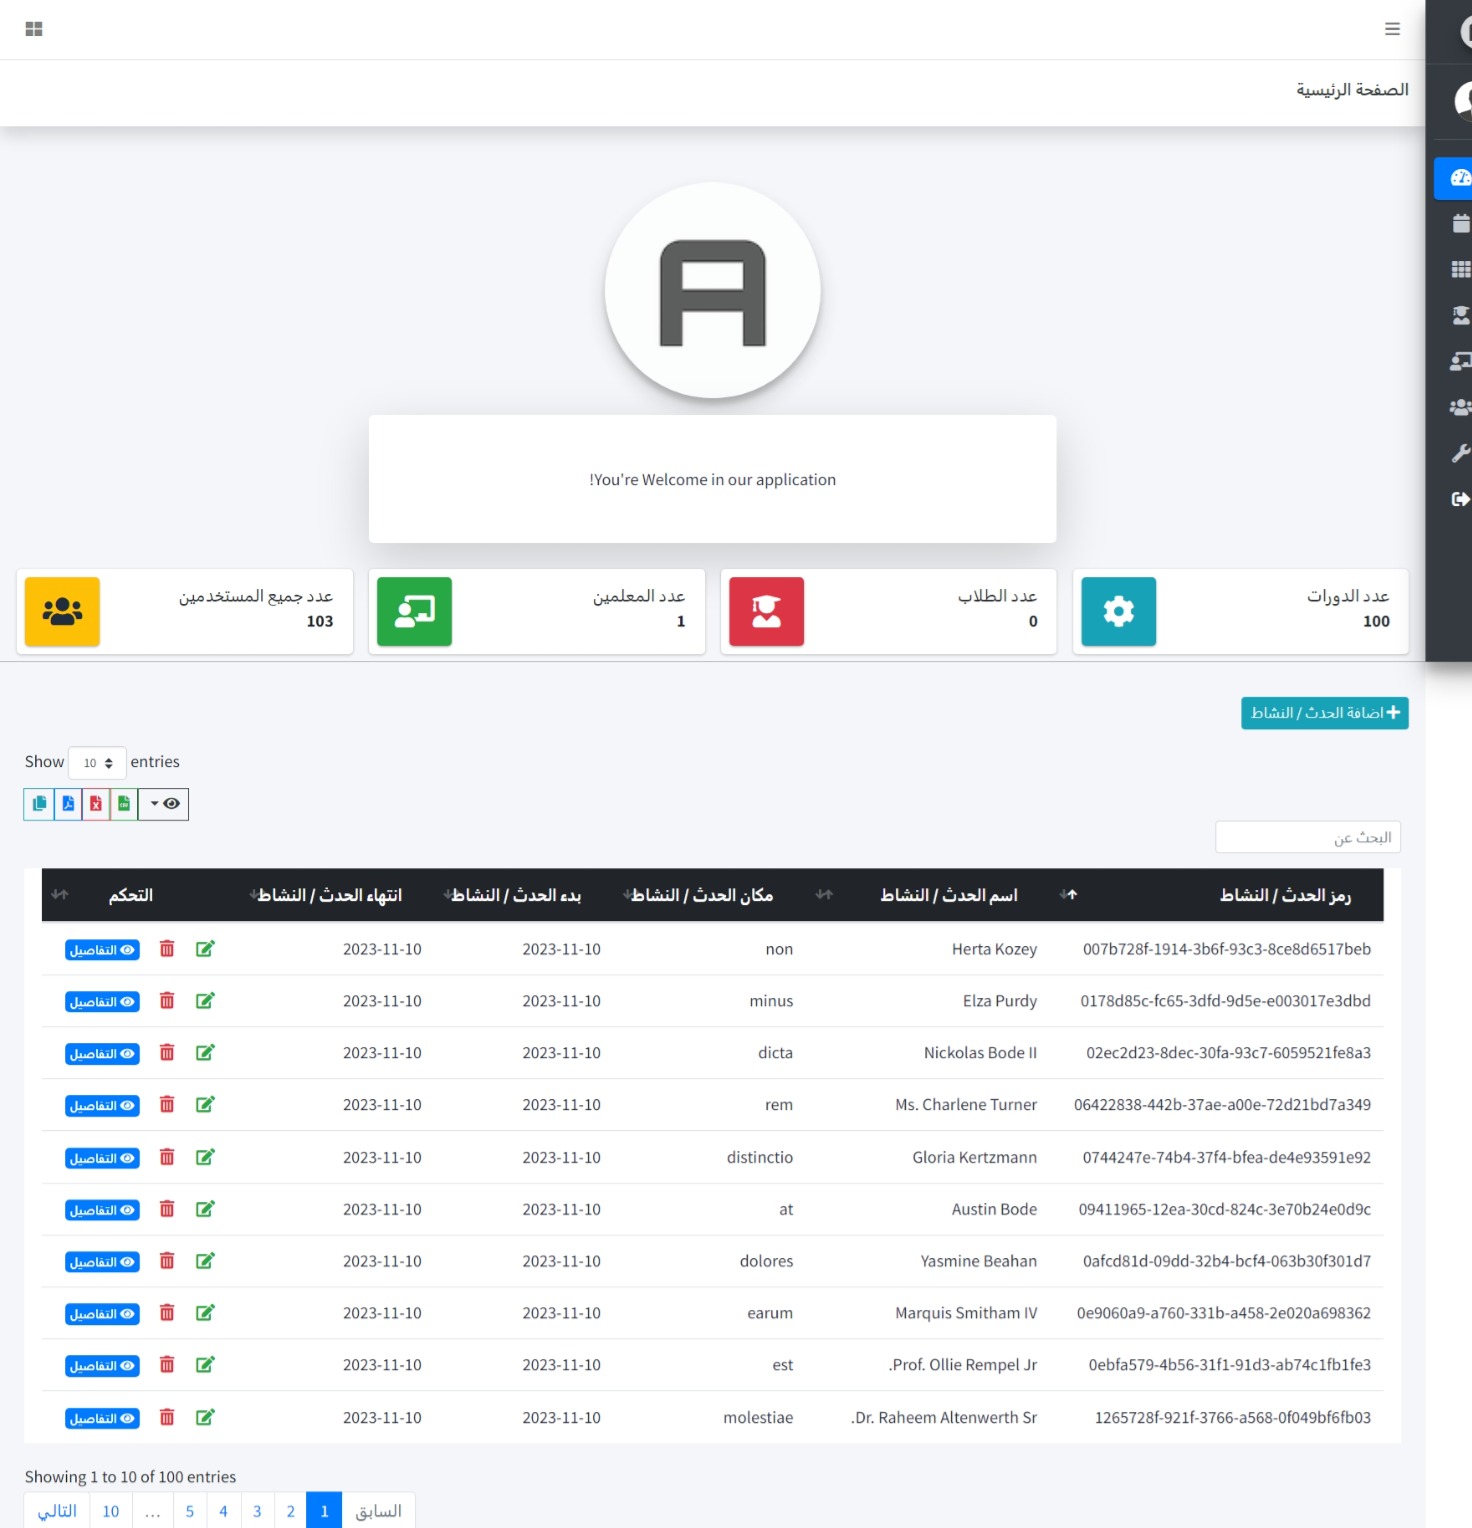 الصفحة الرئيسية
!You're Welcome in our application
عدد الدورات
100
عدد الطلاب
0
عدد المعلمين
1
عدد جميع المستخدمين
103
اضافة الحدث / النشاط
Show 10 entries
البحث عن
رمز الحدث / النشاط اسم الحدث / النشاط مكان الحدث / النشاط بدء الحدث / النشاط انتهاء الحدث / النشاط التحكم
007b728f-1914-3b6f-93c3-8ce8d6517beb Herta Kozey non 2023-11-10 2023-11-10 التفاصيل
0178d85c-fc65-3dfd-9d5e-e003017e3dbd Elza Purdy minus 2023-11-10 2023-11-10 التفاصيل
02ec2d23-8dec-30fa-93c7-6059521fe8a3 Nickolas Bode II dicta 2023-11-10 2023-11-10 التفاصيل
06422838-442b-37ae-a00e-72d21bd7a349 Ms. Charlene Turner rem 2023-11-10 2023-11-10 التفاصيل
0744247e-74b4-37f4-bfea-de4e93591e92 Gloria Kertzmann distinctio 2023-11-10 2023-11-10 التفاصيل
09411965-12ea-30cd-824c-3e70b24e0d9c Austin Bode at 2023-11-10 2023-11-10 التفاصيل
0afcd81d-09dd-32b4-bcf4-063b30f301d7 Yasmine Beahan dolores 2023-11-10 2023-11-10 التفاصيل
0e9060a9-a760-331b-a458-2e020a698362 Marquis Smitham IV earum 2023-11-10 2023-11-10 التفاصيل
0ebfa579-4b56-31f1-91d3-ab74c1fb1fe3 .Prof. Ollie Rempel Jr est 2023-11-10 2023-11-10 التفاصيل
1265728f-921f-3766-a568-0f049bf6fb03 .Dr. Raheem Altenwerth Sr molestiae 2023-11-10 2023-11-10 التفاصيل
Showing 1 to 10 of 100 entries
السابق 1 2 3 4 5 … 10 التالي